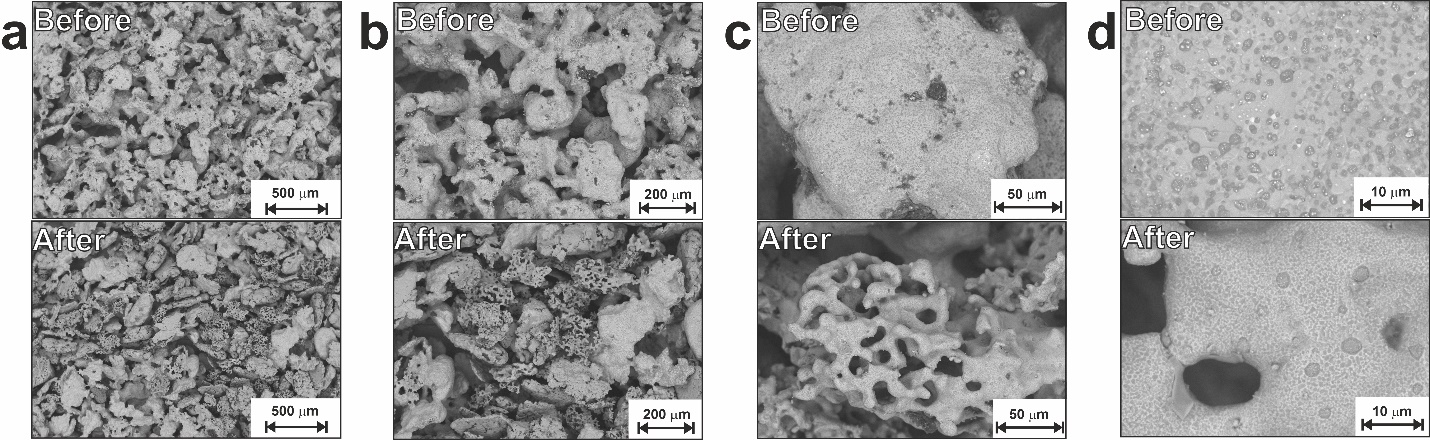 a Before b Before c Before d Before
500 μm 200 μm 50 μm 10 μm
After After After After
500 μm 200 μm 50 μm 10 μm